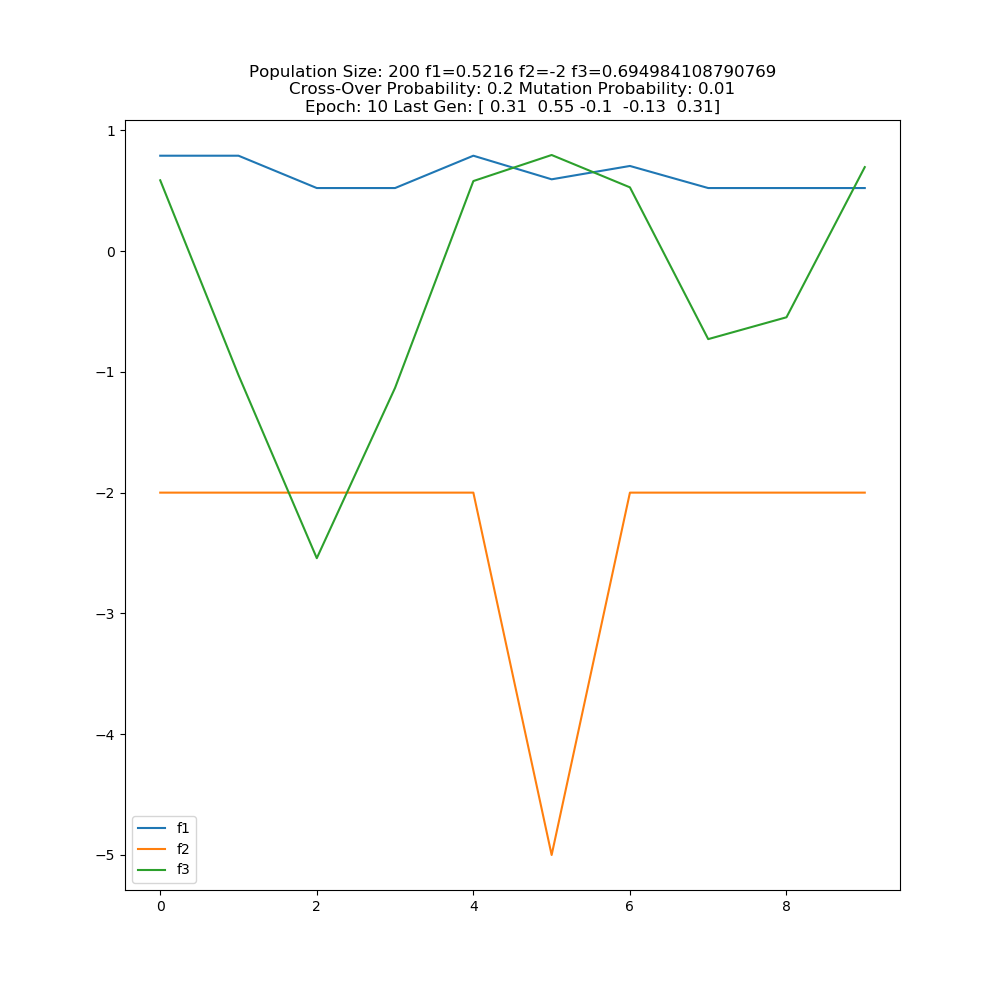 Population Size: 200 f1=0.5216 f2=-2 f3=0.694984108790769
Cross-Over Probability: 0.2 Mutation Probability: 0.01
Epoch: 10 Last Gen: [ 0.31  0.55 -0.1  -0.13  0.31]
1
0
−1
−2
−3
−4
−5
f1
f2
f3
0 2 4 6 8